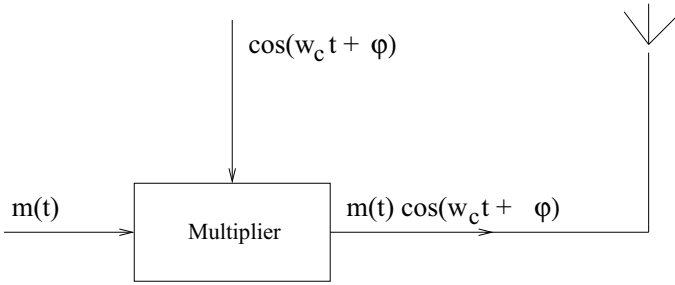 cos(w_c t + φ)
m(t)
m(t) cos(w_c t + φ)
Multiplier